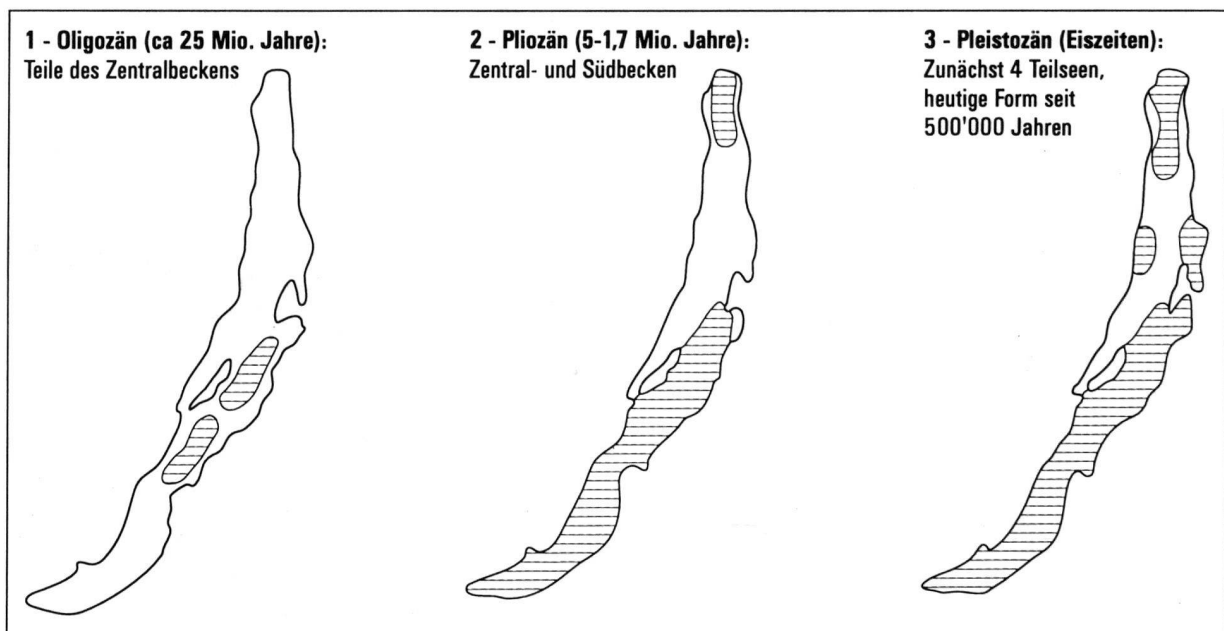 1 - Oligozän (ca 25 Mio. Jahre):
Teile des Zentralbeckens
2 - Pliozän (5-1,7 Mio. Jahre):
Zentral- und Südbecken
3 - Pleistozän (Eiszeiten):
Zunächst 4 Teilseen,
heutige Form seit
500'000 Jahren